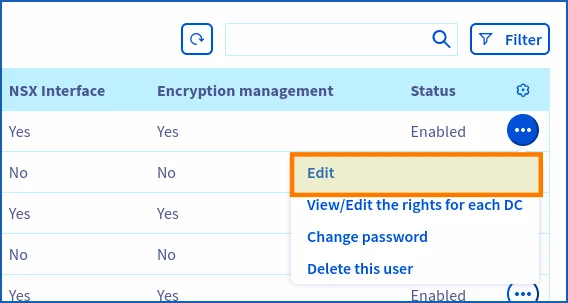 Filter
NSX Interface Encryption management Status
Yes Yes Enabled
No No
Edit
View/Edit the rights for each DC
Yes Yes
Change password
No No
Delete this user
Yes Yes Enabled